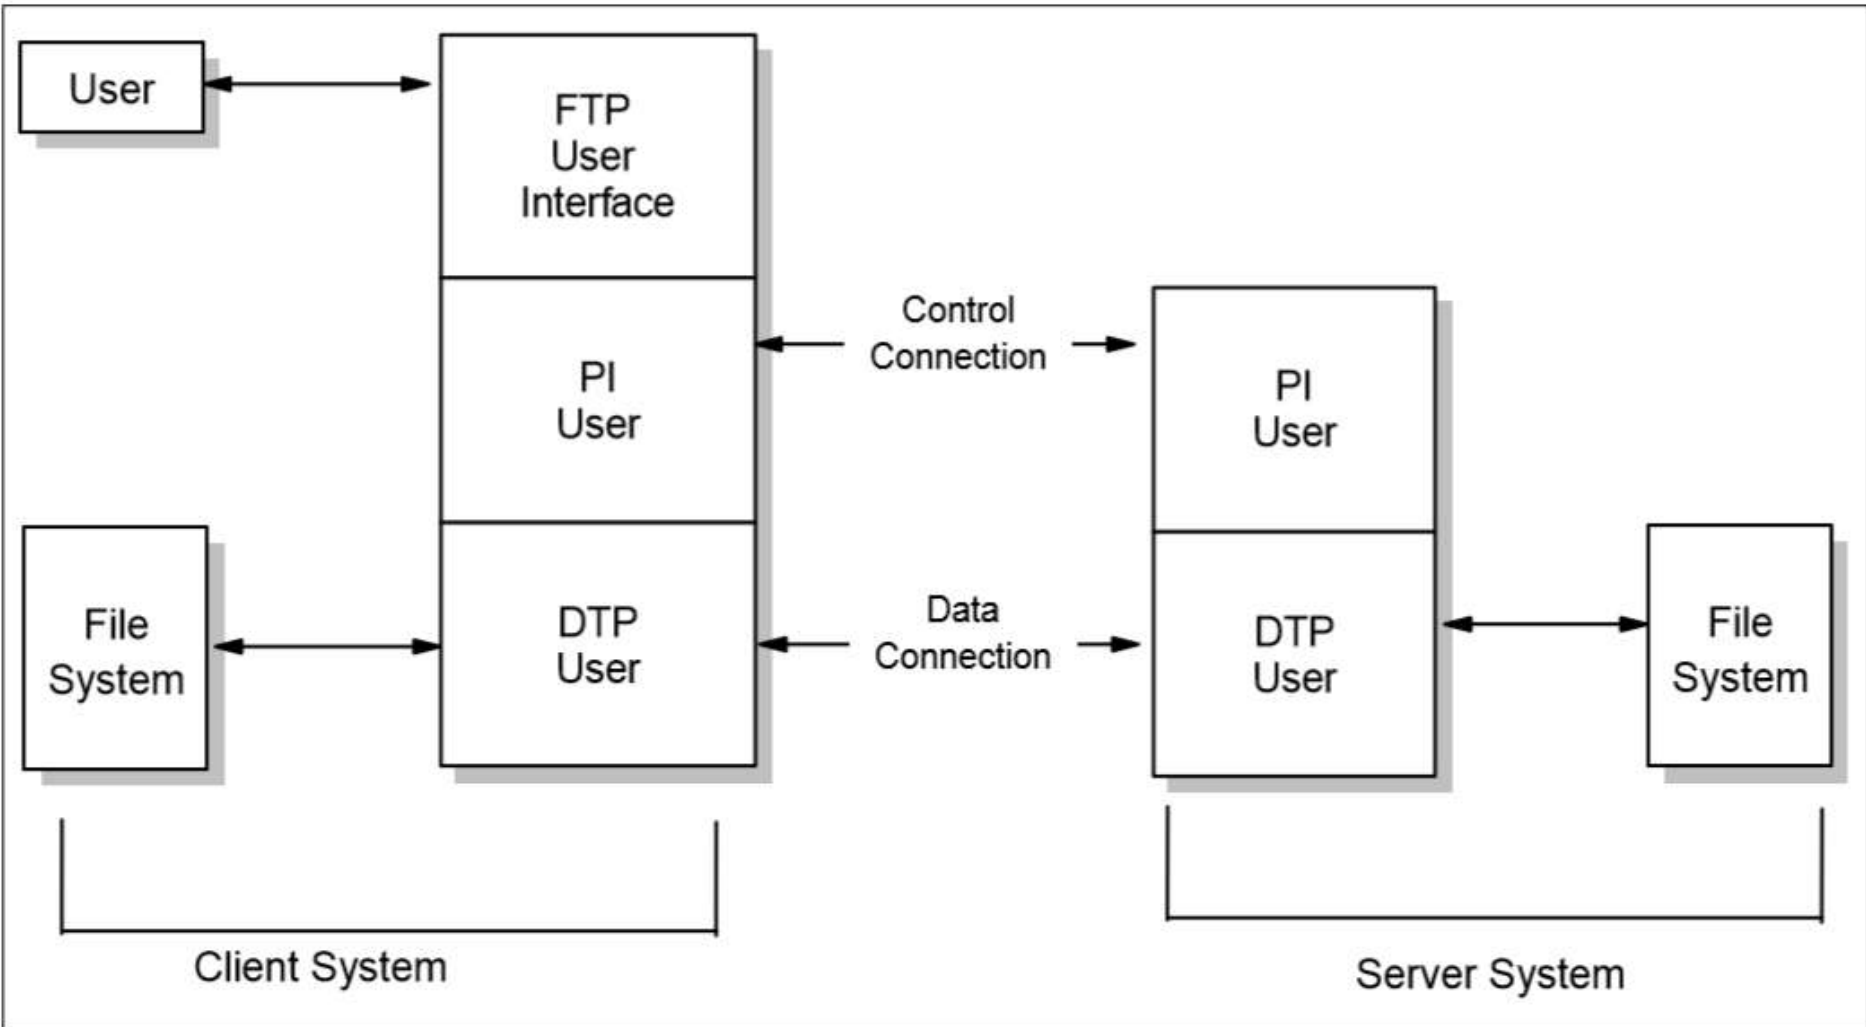 User
FTP
User
Interface
Control
Connection
PI
User
PI
User
File
System
DTP
User
Data
Connection
DTP
User
File
System
Client System
Server System